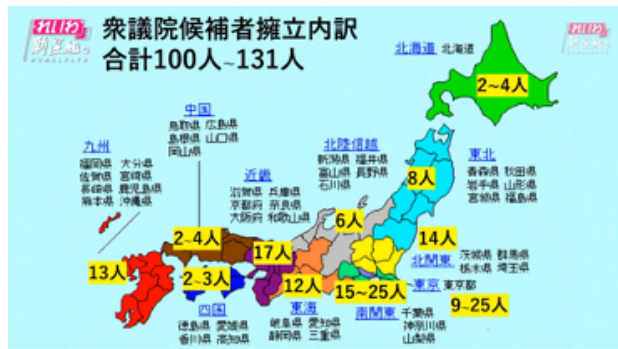 れいわ
新選組
衆議院候補者擁立内訳
合計100人~131人
れいわ
新選組
北海道 北海道
2~4人
中国
鳥取県 広島県
島根県 山口県
岡山県
九州
福岡県 大分県
佐賀県 宮崎県
長崎県 鹿児島県
熊本県 沖縄県
北陸信越
新潟県 福井県
富山県 長野県
石川県
東北
青森県 秋田県
岩手県 山形県
宮城県 福島県
近畿
滋賀県 兵庫県
京都府 奈良県
大阪府 和歌山県
8人
6人
2~4人
17人
14人
北関東
茨城県 群馬県
栃木県 埼玉県
13人
2~3人
12人
15~25人
東京 東京都
9~25人
四国
徳島県 愛媛県
香川県 高知県
東海
岐阜県 愛知県
静岡県 三重県
南関東
千葉県
神奈川県
山梨県